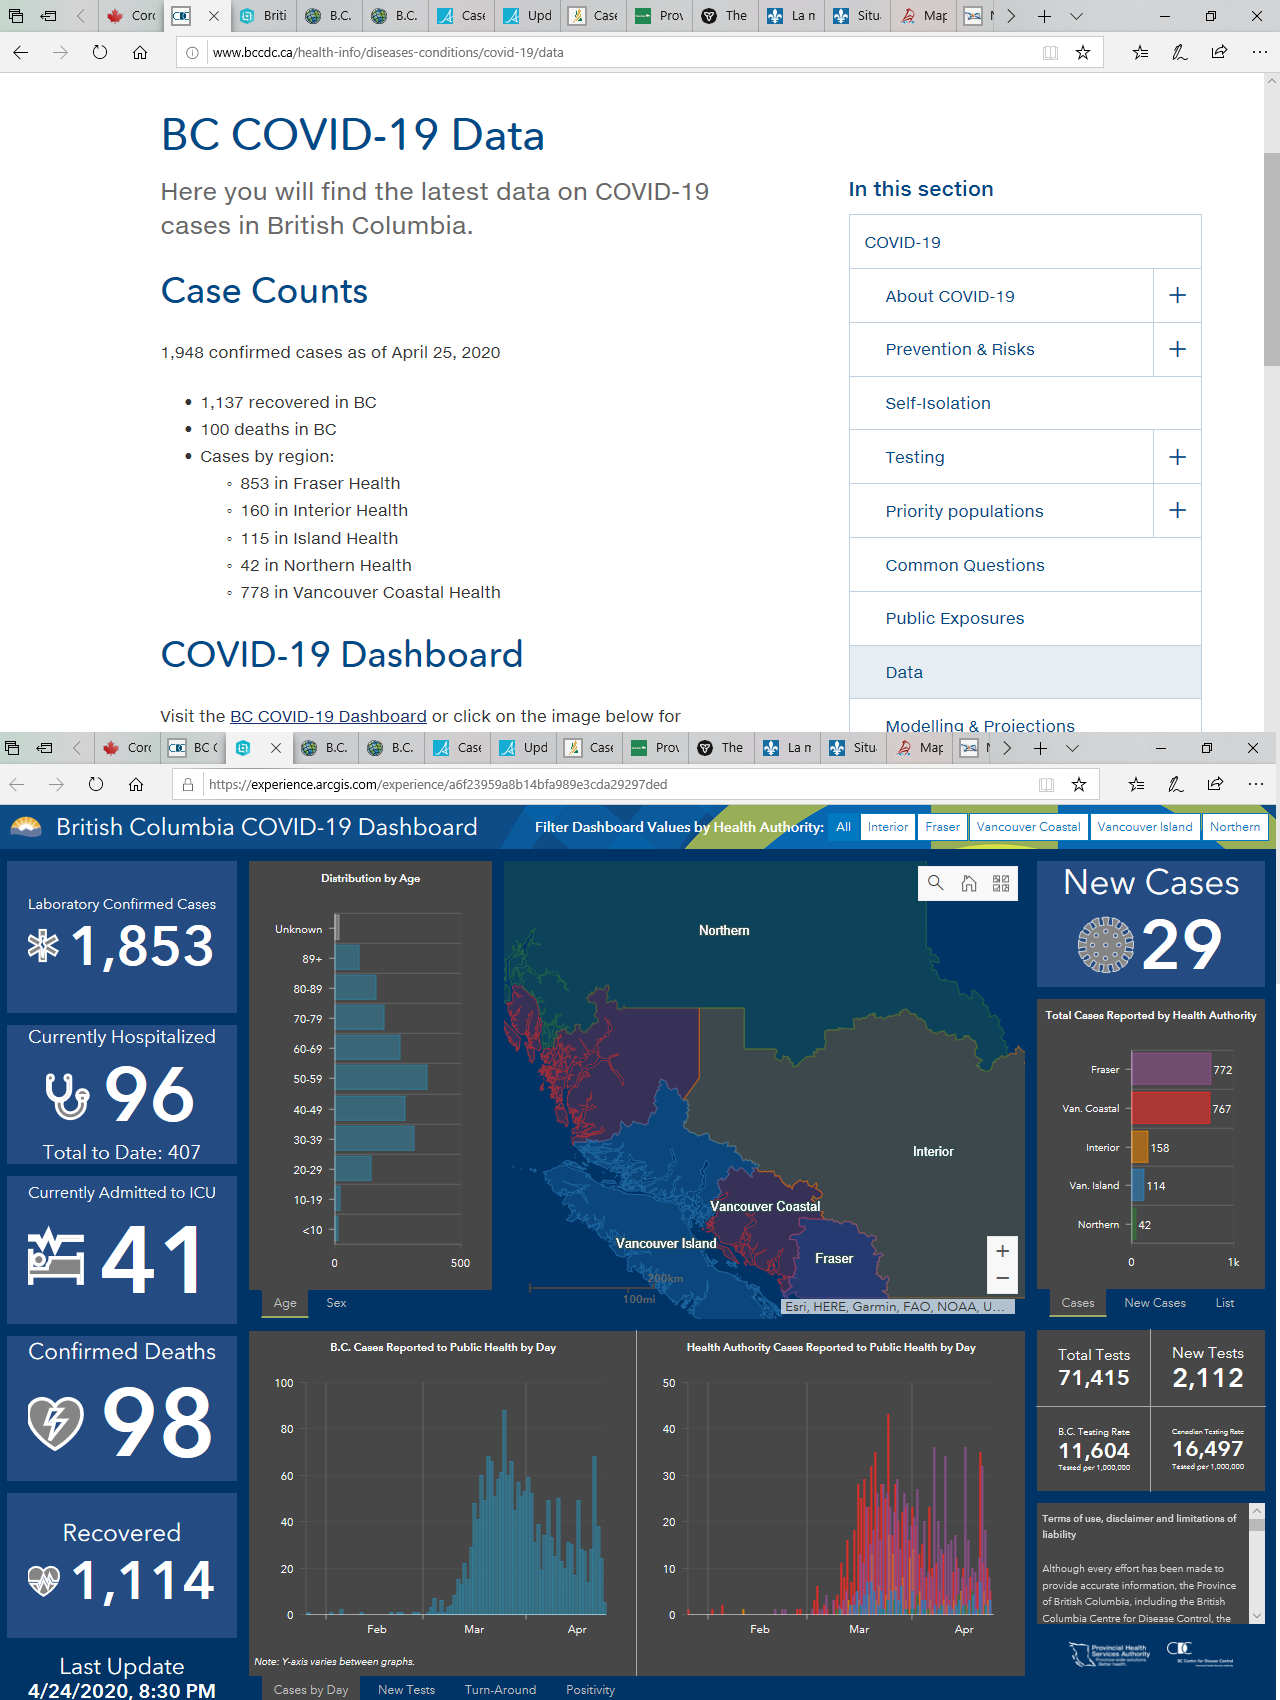 Coro
Briti
B.C.
B.C.
Case
Upd
Case
Prov
The
La m
Situ
Map
www.bccdc.ca/health-info/diseases-conditions/covid-19/data
BC COVID-19 Data
Here you will find the latest data on COVID-19
cases in British Columbia.
Case Counts
1,948 confirmed cases as of April 25, 2020
• 1,137 recovered in BC
• 100 deaths in BC
• Cases by region:
◦ 853 in Fraser Health
◦ 160 in Interior Health
◦ 115 in Island Health
◦ 42 in Northern Health
◦ 778 in Vancouver Coastal Health
COVID-19 Dashboard
Visit the BC COVID-19 Dashboard or click on the image below for
In this section
COVID-19
About COVID-19
Prevention & Risks
Self-Isolation
Testing
Priority populations
Common Questions
Public Exposures
Data
Modelling & Projections
Coro
BC C
B.C.
B.C.
Case
Upd
Case
Prov
The
La m
Situ
Map
https://experience.arcgis.com/experience/a6f23959a8b14bfa989e3cda29297ded
British Columbia COVID-19 Dashboard
Filter Dashboard Values by Health Authority: All Interior Fraser Vancouver Coastal Vancouver Island Northern
Laboratory Confirmed Cases
1,853
Currently Hospitalized
96
Total to Date: 407
Currently Admitted to ICU
41
Confirmed Deaths
98
Recovered
1,114
Last Update
4/24/2020, 8:30 PM
Distribution by Age
Unknown
89+
80-89
70-79
60-69
50-59
40-49
30-39
20-29
10-19
<10
0 500
Age Sex
Northern
Interior
Vancouver Coastal
Vancouver Island
Fraser
200km
100mi
Esri, HERE, Garmin, FAO, NOAA, U...
+
−
New Cases
29
Total Cases Reported by Health Authority
Fraser 772
Van. Coastal 767
Interior 158
Van. Island 114
Northern 42
0 1k
Cases New Cases List
B.C. Cases Reported to Public Health by Day
100
80
60
40
20
0
Feb Mar Apr
Note: Y-axis varies between graphs.
Health Authority Cases Reported to Public Health by Day
50
40
30
20
10
0
Feb Mar Apr
Cases by Day New Tests Turn-Around Positivity
Total Tests
71,415
New Tests
2,112
B.C. Testing Rate
11,604
Tested per 1,000,000
Canadian Testing Rate
16,497
Tested per 1,000,000
Terms of use, disclaimer and limitations of
liability
Although every effort has been made to
provide accurate information, the Province
of British Columbia, including the British
Columbia Centre for Disease Control, the
Provincial Health
Services Authority
Province-wide solutions.
Better health.
BC Centre for Disease Control